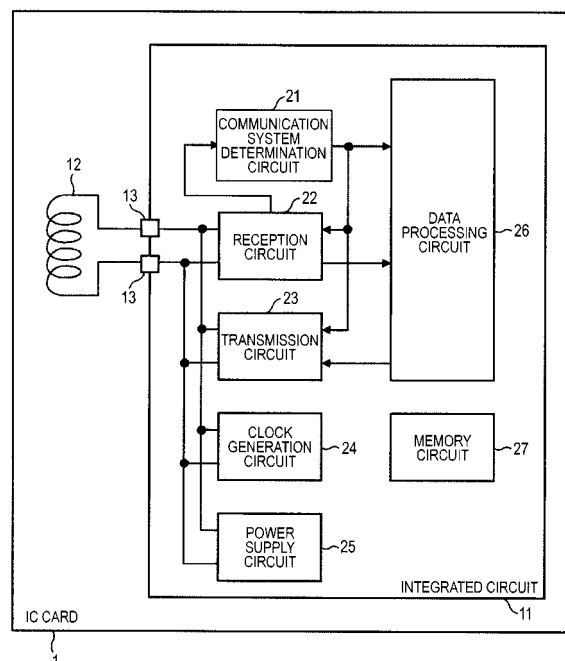 21
COMMUNICATION
SYSTEM
DETERMINATION
CIRCUIT
12
13
22
RECEPTION
CIRCUIT
DATA
PROCESSING
CIRCUIT
26
13
23
TRANSMISSION
CIRCUIT
CLOCK
GENERATION
CIRCUIT
24
MEMORY
CIRCUIT
27
POWER
SUPPLY
CIRCUIT
25
INTEGRATED CIRCUIT
11
IC CARD
1